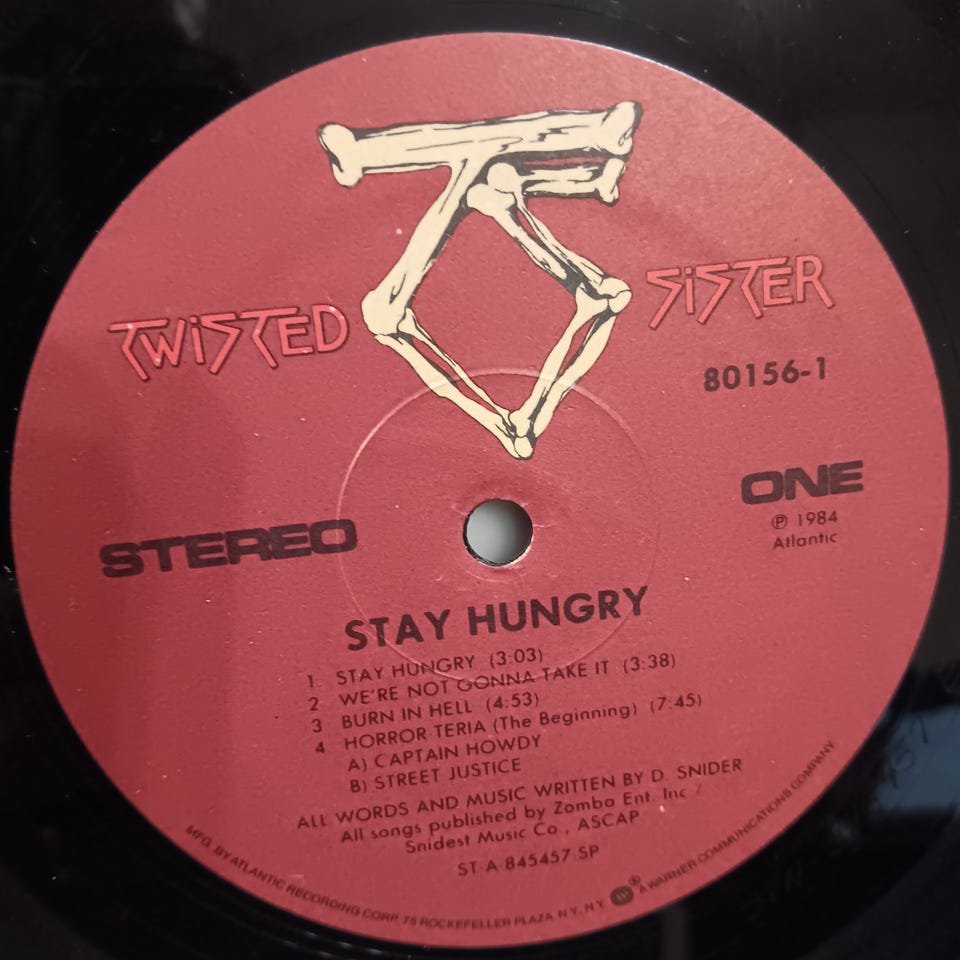 TWiSTED
SiSTER
80156-1
STEREO
ONE
℗ 1984
Atlantic
STAY HUNGRY
1 STAY HUNGRY (3:03)
2 WE'RE NOT GONNA TAKE IT (3:38)
3 BURN IN HELL (4:53)
4 HORROR-TERIA (The Beginning) (7:45)
A) CAPTAIN HOWDY
B) STREET JUSTICE
ALL WORDS AND MUSIC WRITTEN BY D. SNIDER
All songs published by Zomba Ent. Inc /
Snidest Music Co., ASCAP
ST-A-845457-SP
MFG. BY ATLANTIC RECORDING CORP. 75 ROCKEFELLER PLAZA N.Y. N.Y. ® A WARNER COMMUNICATIONS COMPANY